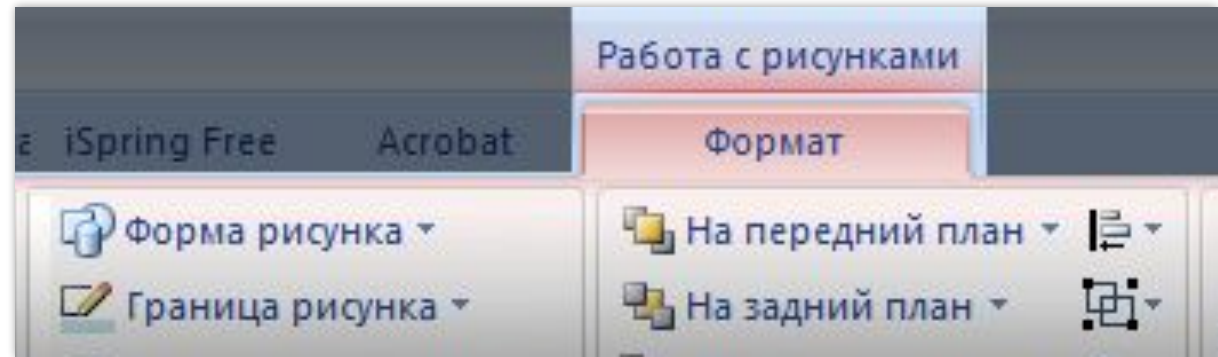 Работа с рисунками
iSpring Free Acrobat Формат
Форма рисунка На передний план
Граница рисунка На задний план